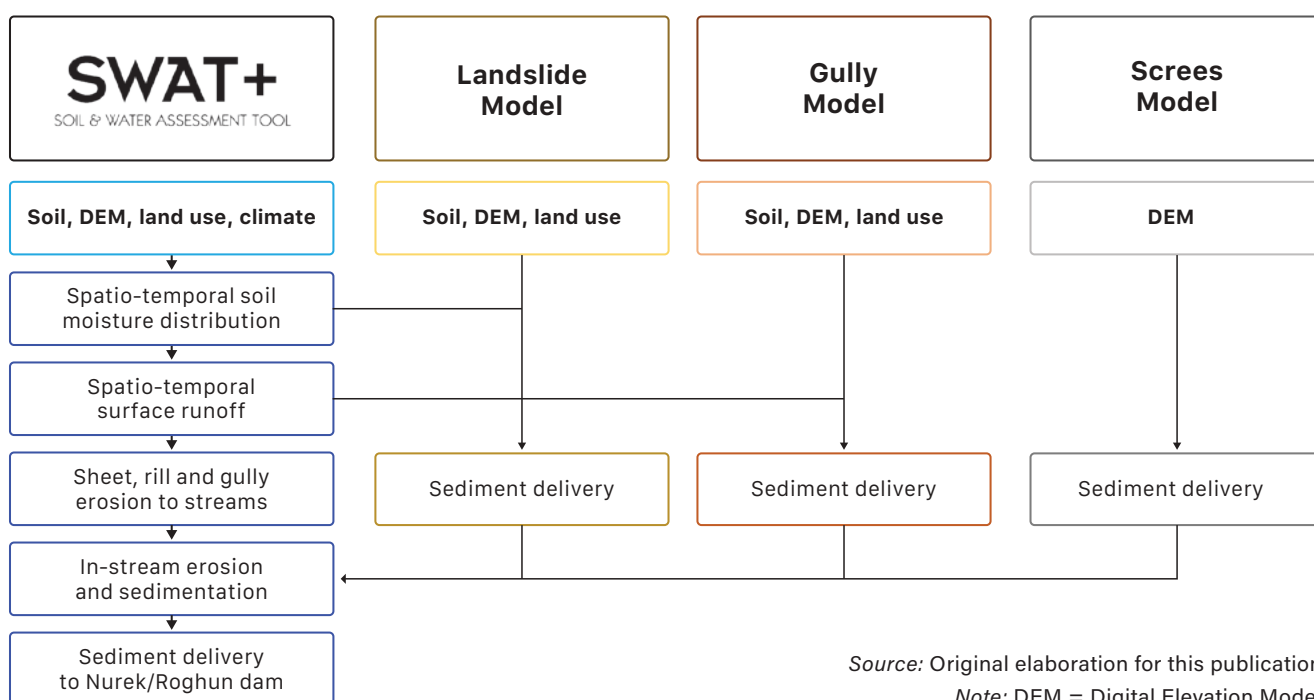 SWAT+
SOIL & WATER ASSESSMENT TOOL
Landslide
Model
Gully
Model
Screes
Model
Soil, DEM, land use, climate
Soil, DEM, land use
Soil, DEM, land use
DEM
Spatio-temporal soil
moisture distribution
Spatio-temporal
surface runoff
Sheet, rill and gully
erosion to streams
Sediment delivery
Sediment delivery
Sediment delivery
In-stream erosion
and sedimentation
Sediment delivery
to Nurek/Roghun dam
Source: Original elaboration for this publication
Note: DEM = Digital Elevation Mode